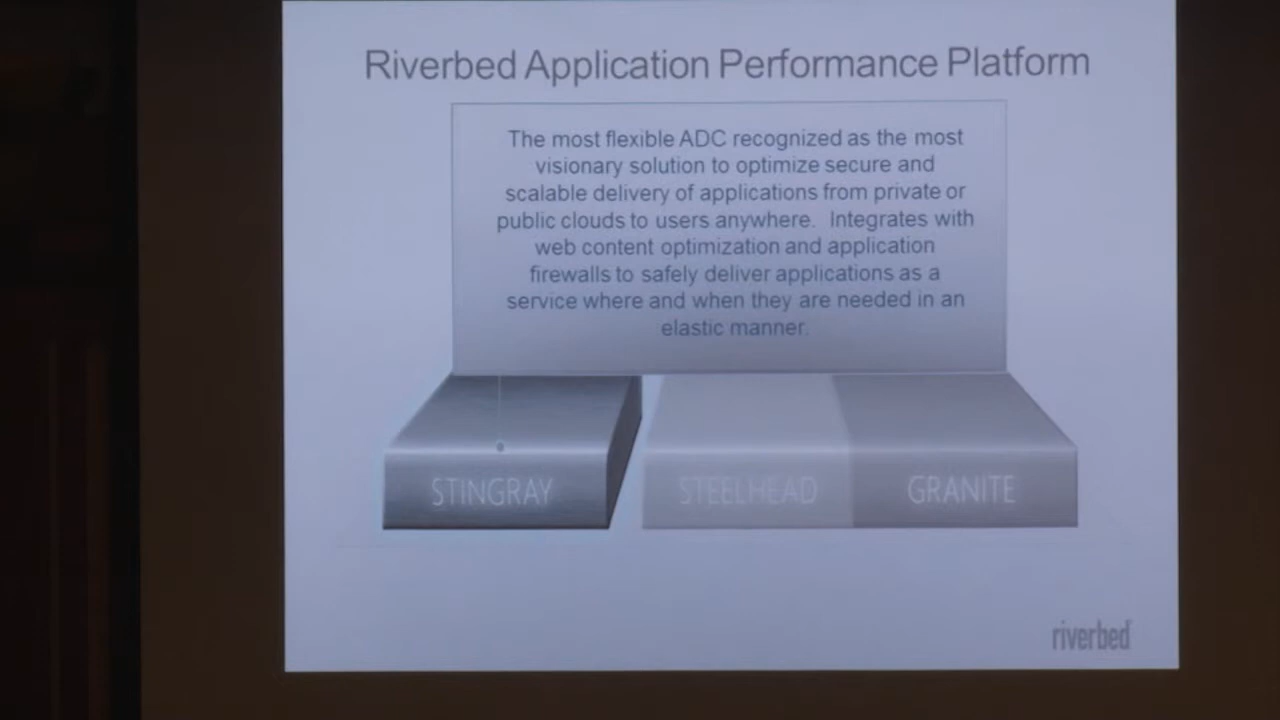 Riverbed Application Performance Platform
The most flexible ADC recognized as the most
visionary solution to optimize secure and
scalable delivery of applications from private or
public clouds to users anywhere. Integrates with
web content optimization and application
firewalls to safely deliver applications as a
service where and when they are needed in an
elastic manner.
STINGRAY STEELHEAD GRANITE
riverbed